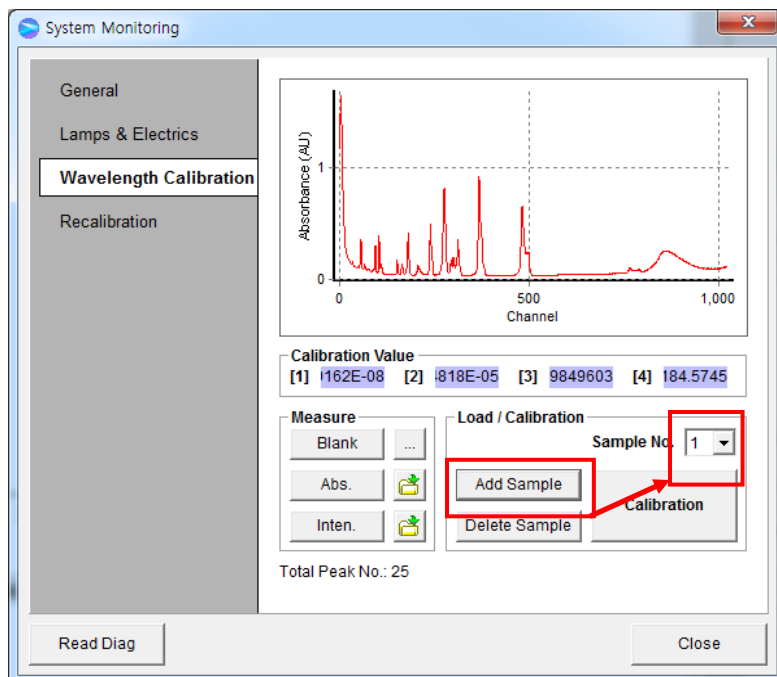 System Monitoring
x
General
Lamps & Electrics
Wavelength Calibration
Recalibration
Absorbance (AU)
1
0
0 500 1,000
Channel
Calibration Value
[1] 162E-08 [2] 818E-05 [3] 9849603 [4] 184.5745
Measure
Blank ...
Abs.
Inten.
Load / Calibration
Sample No. 1
Add Sample
Calibration
Delete Sample
Total Peak No.: 25
Read Diag
Close